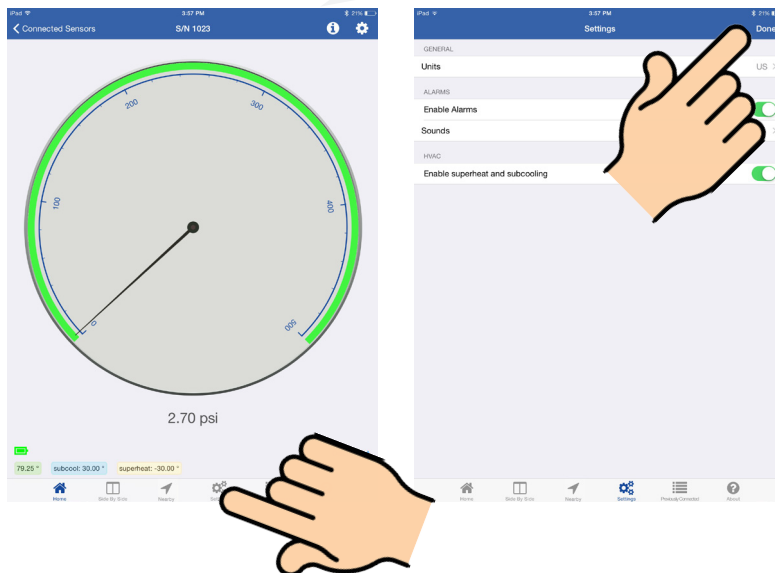 iPad 3:57 PM 21%
Connected Sensors S/N 1023
0
100
200
300
400
500
2.70 psi
79.25 ° subcool: 30.00 ° superheat: -30.00 °
Home Side By Side Nearby
iPad 3:57 PM 21%
Settings Done
GENERAL
Units US
ALARMS
Enable Alarms
Sounds
HVAC
Enable superheat and subcooling
Home Side By Side Nearby Settings Previously Connected About